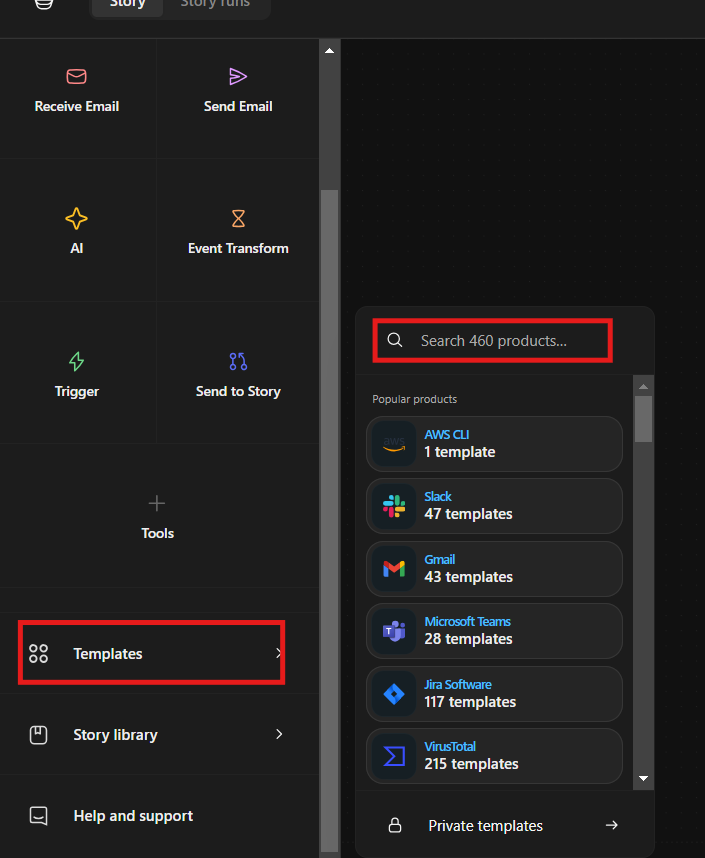 Story
Story runs
Receive Email
Send Email
AI
Event Transform
Trigger
Send to Story
Tools
Templates
Story library
Help and support
Search 460 products...
Popular products
aws
AWS CLI
1 template
Slack
47 templates
Gmail
43 templates
Microsoft Teams
28 templates
Jira Software
117 templates
VirusTotal
215 templates
Private templates